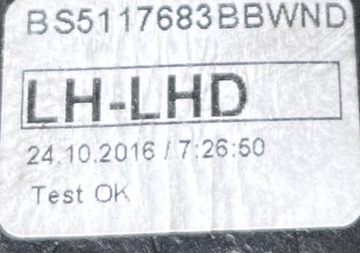 BS5117683BBWND
LH-LHD
24.10.2016 / 7:26:50
Test OK